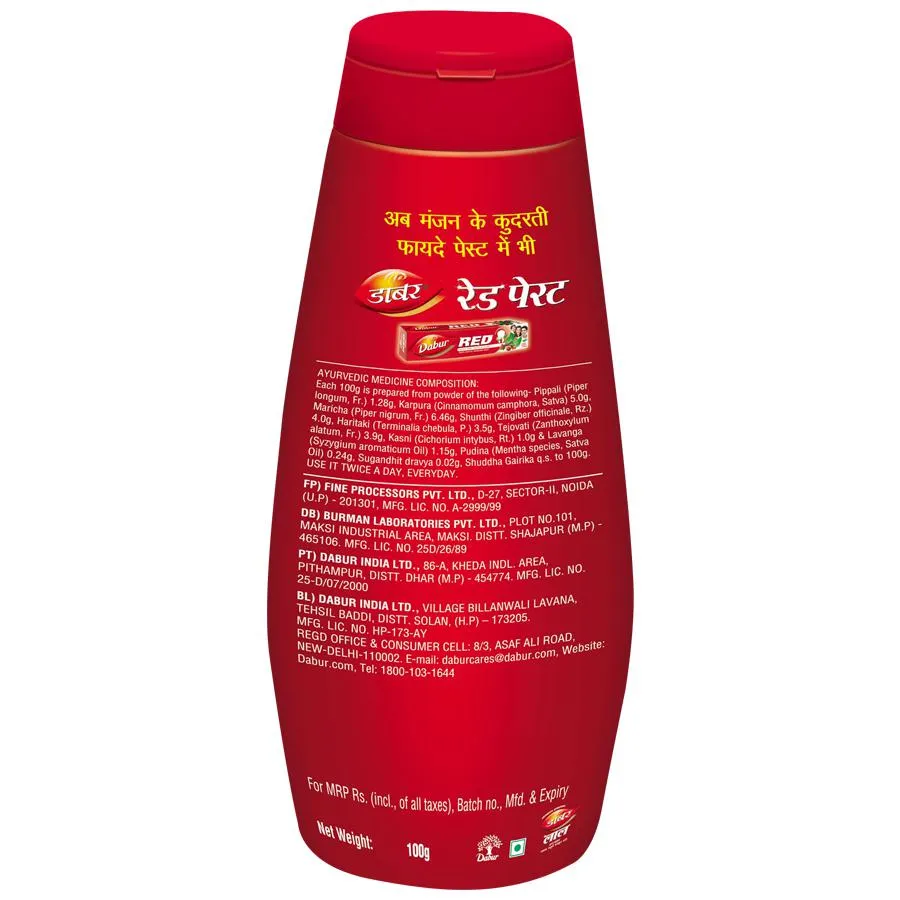 अब मंजन के कुदरती
फायदे पेस्ट में भी
डाबर रेड पेस्ट
Dabur RED
AYURVEDIC MEDICINE COMPOSITION:
Each 100g is prepared from powder of the following- Pippali (Piper
longum, Fr.) 1.28g, Karpura (Cinnamomum camphora, Satva) 5.0g,
Maricha (Piper nigrum, Fr.) 6.46g, Shunthi (Zingiber officinale, Rz.)
4.0g, Haritaki (Terminalia chebula, P.) 3.5g, Tejovati (Zanthoxylum
alatum, Fr.) 3.9g, Kasni (Cichorium intybus, Rt.) 1.0g & Lavanga
(Syzygium aromaticum Oil) 1.15g, Pudina (Mentha species, Satva
Oil) 0.24g, Sugandhit dravya 0.02g, Shuddha Gairika q.s. to 100g.
USE IT TWICE A DAY, EVERYDAY.
FP) FINE PROCESSORS PVT. LTD., D-27, SECTOR-II, NOIDA
(U.P) - 201301, MFG. LIC. NO. A-2999/99
DB) BURMAN LABORATORIES PVT. LTD., PLOT NO.101,
MAKSI INDUSTRIAL AREA, MAKSI. DISTT. SHAJAPUR (M.P) -
465106. MFG. LIC. NO. 25D/26/89
PT) DABUR INDIA LTD., 86-A, KHEDA INDL. AREA,
PITHAMPUR, DISTT. DHAR (M.P) - 454774. MFG. LIC. NO.
25-D/07/2000
BL) DABUR INDIA LTD., VILLAGE BILLANWALI LAVANA,
TEHSIL BADDI, DISTT. SOLAN, (H.P) – 173205.
MFG. LIC. NO. HP-173-AY
REGD OFFICE & CONSUMER CELL: 8/3, ASAF ALI ROAD,
NEW-DELHI-110002. E-mail: daburcares@dabur.com, Website:
Dabur.com, Tel: 1800-103-1644
For MRP Rs. (incl., of all taxes), Batch no., Mfd. & Expiry
Net Weight: 100g
Dabur
डाबर
लाल